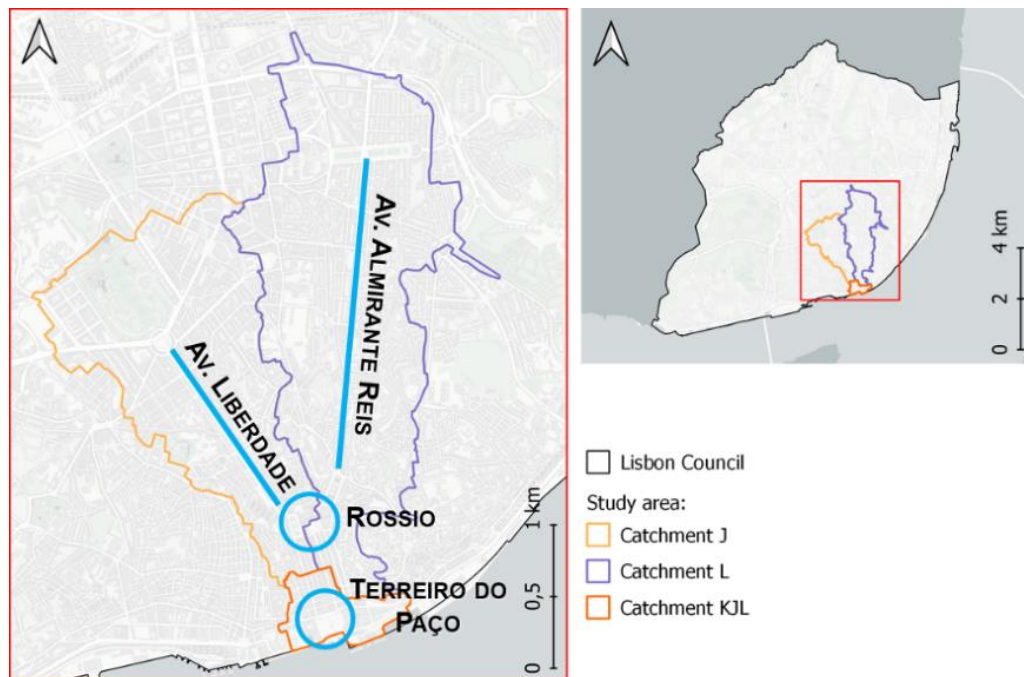 AV. ALMIRANTE REIS
AV. LIBERDADE
ROSSIO
TERREIRO DO
PAÇO
1 km
0,5
0
4 km
2
0
Lisbon Council
Study area:
Catchment J
Catchment L
Catchment KJL